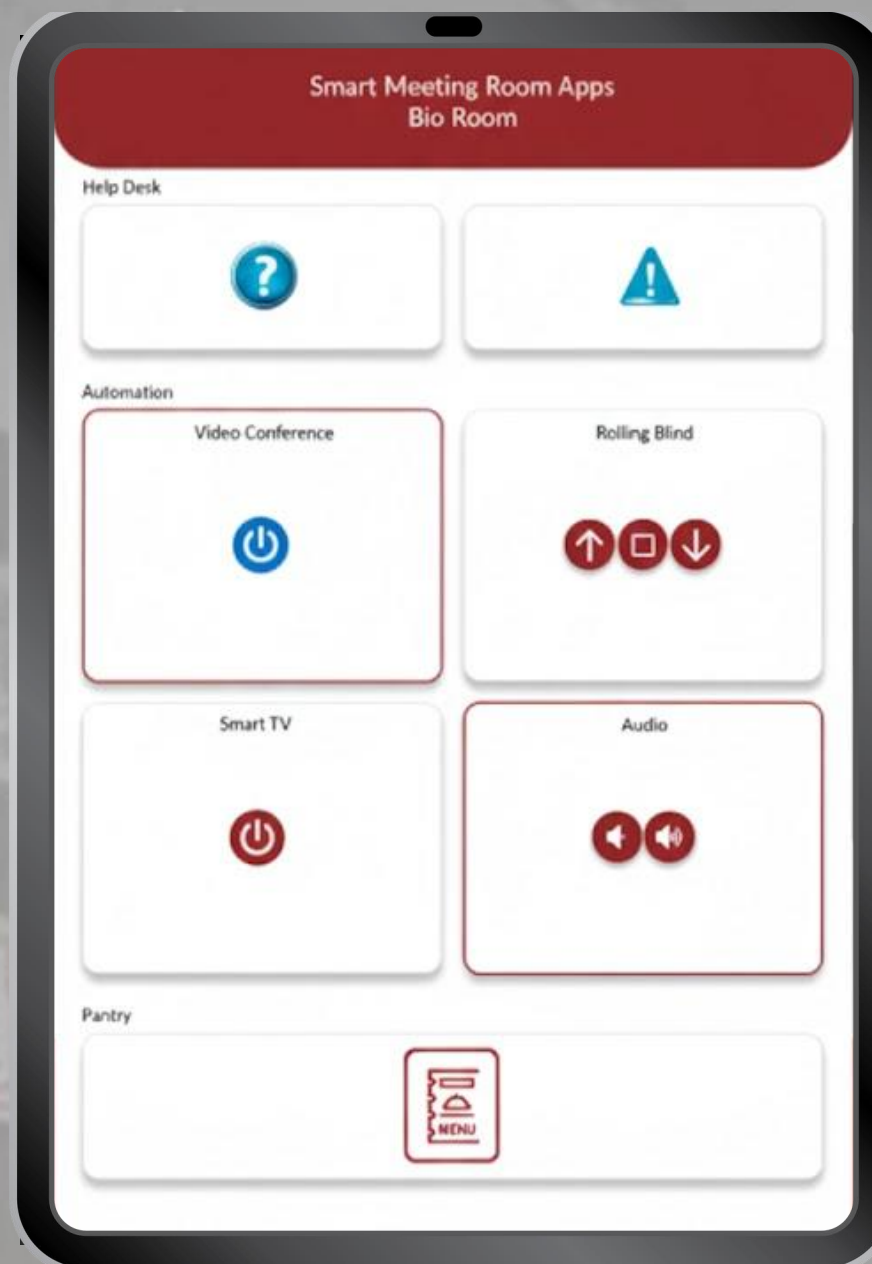 Smart Meeting Room Apps
Bio Room
Help Desk
Automation
Video Conference
Rolling Blind
Smart TV
Audio
Pantry
MENU